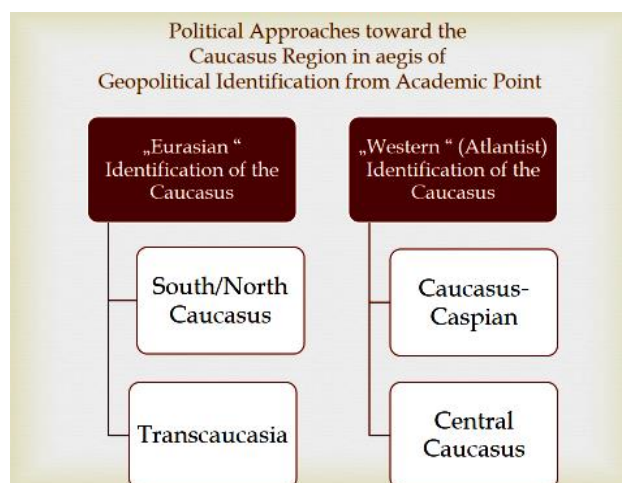 Political Approaches toward the
Caucasus Region in aegis of
Geopolitical Identification from Academic Point
„Eurasian “
Identification of the
Caucasus
South/North
Caucasus
Transcaucasia
„Western “ (Atlantist)
Identification of the
Caucasus
Caucasus-
Caspian
Central
Caucasus